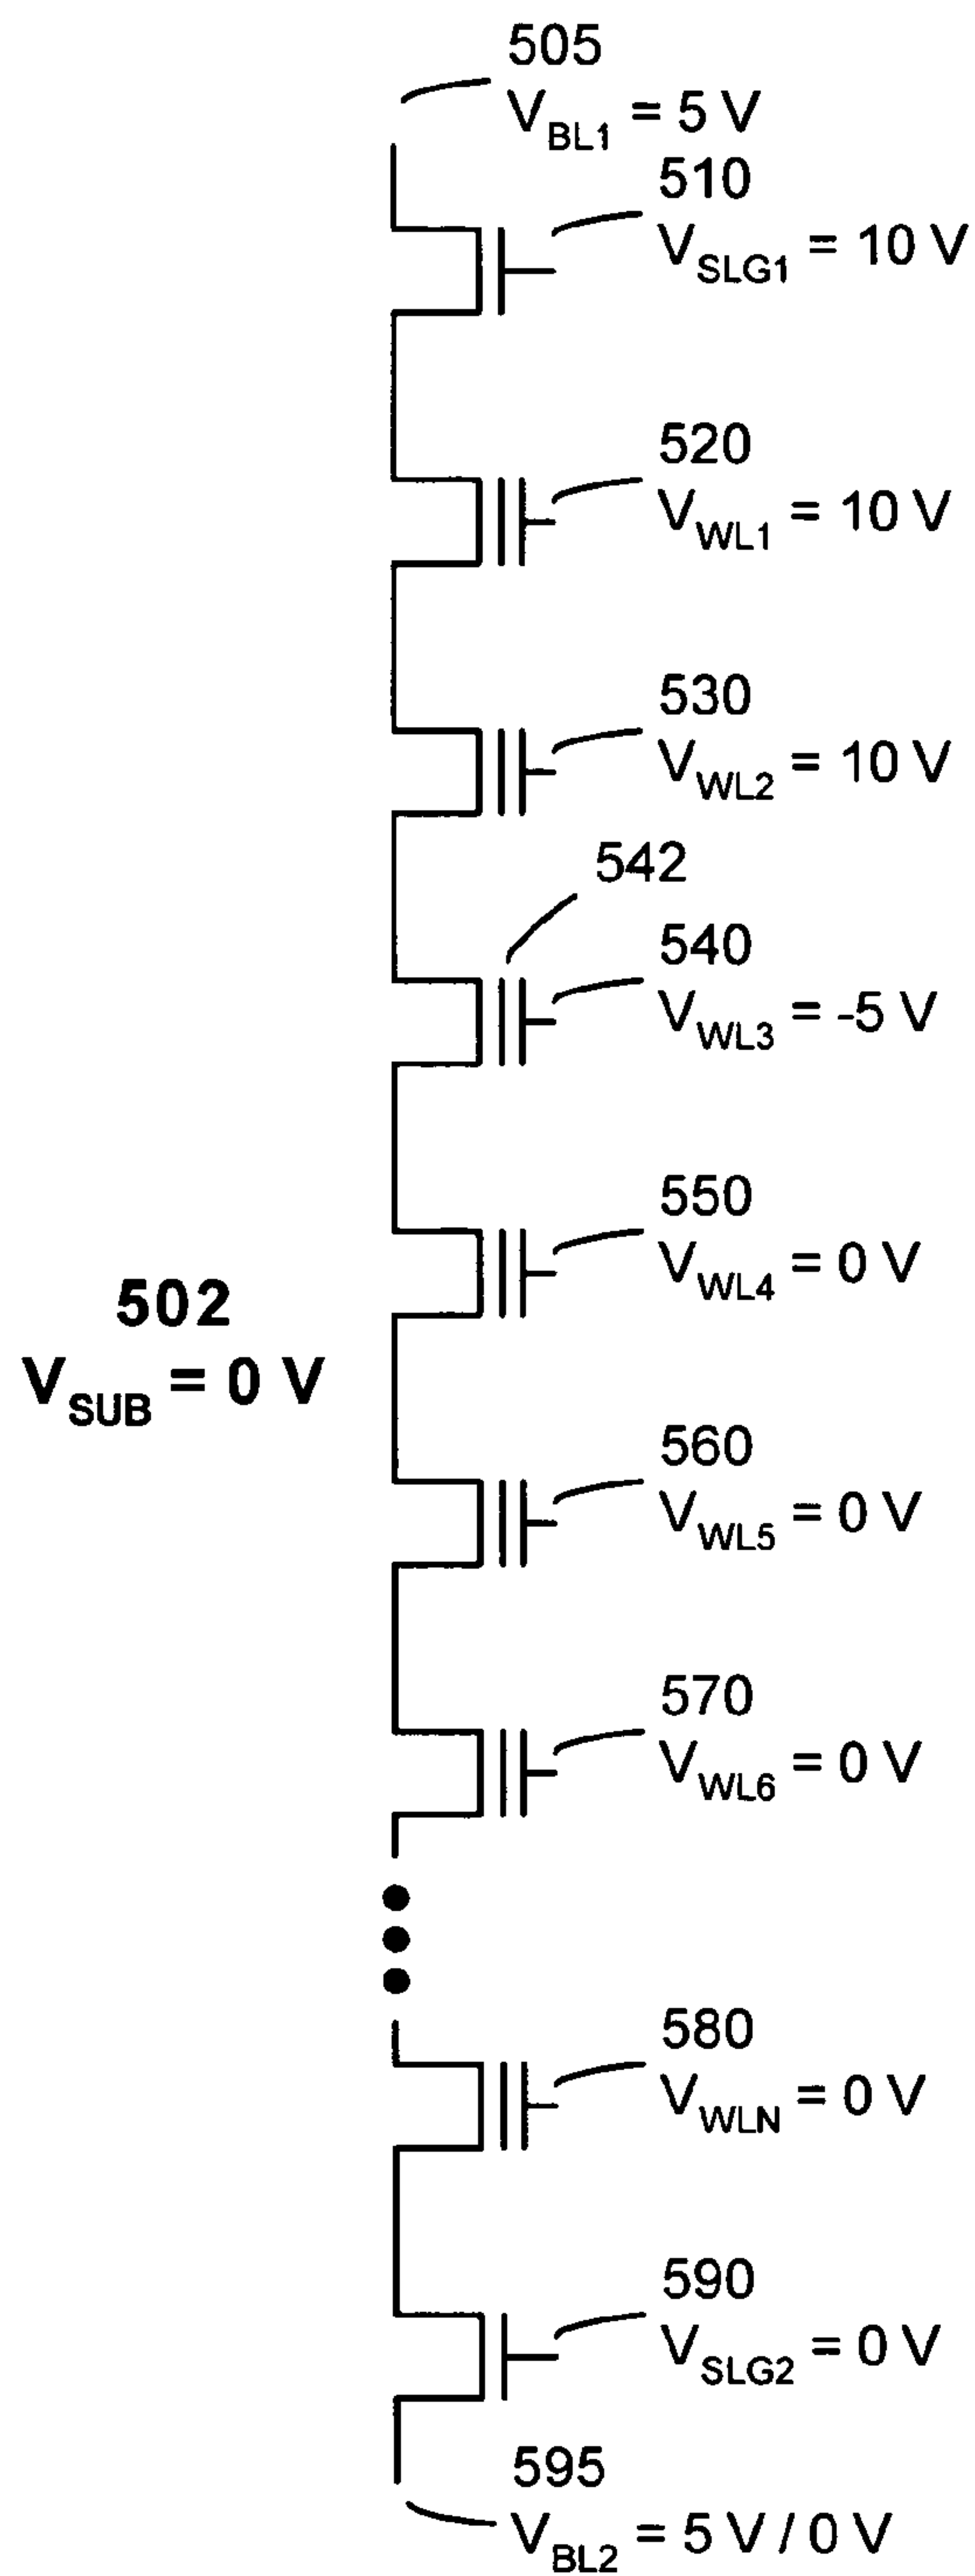 505
V_BL1 = 5 V
510
V_SLG1 = 10 V
520
V_WL1 = 10 V
530
V_WL2 = 10 V
542
540
V_WL3 = -5 V
550
V_WL4 = 0 V
502
V_SUB = 0 V
560
V_WL5 = 0 V
570
V_WL6 = 0 V
580
V_WLN = 0 V
590
V_SLG2 = 0 V
595
V_BL2 = 5 V / 0 V